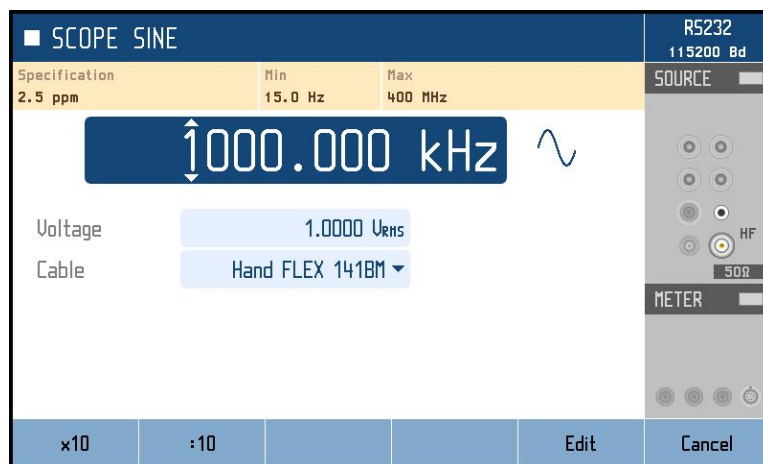 SCOPE SINE
RS232
115200 Bd
Specification Min Max
2.5 ppm 15.0 Hz 400 MHz
SOURCE
1000.000 kHz
Voltage 1.0000 VRMS
HF
Cable Hand FLEX 141BM
50Ω
METER
x10 :10 Edit Cancel